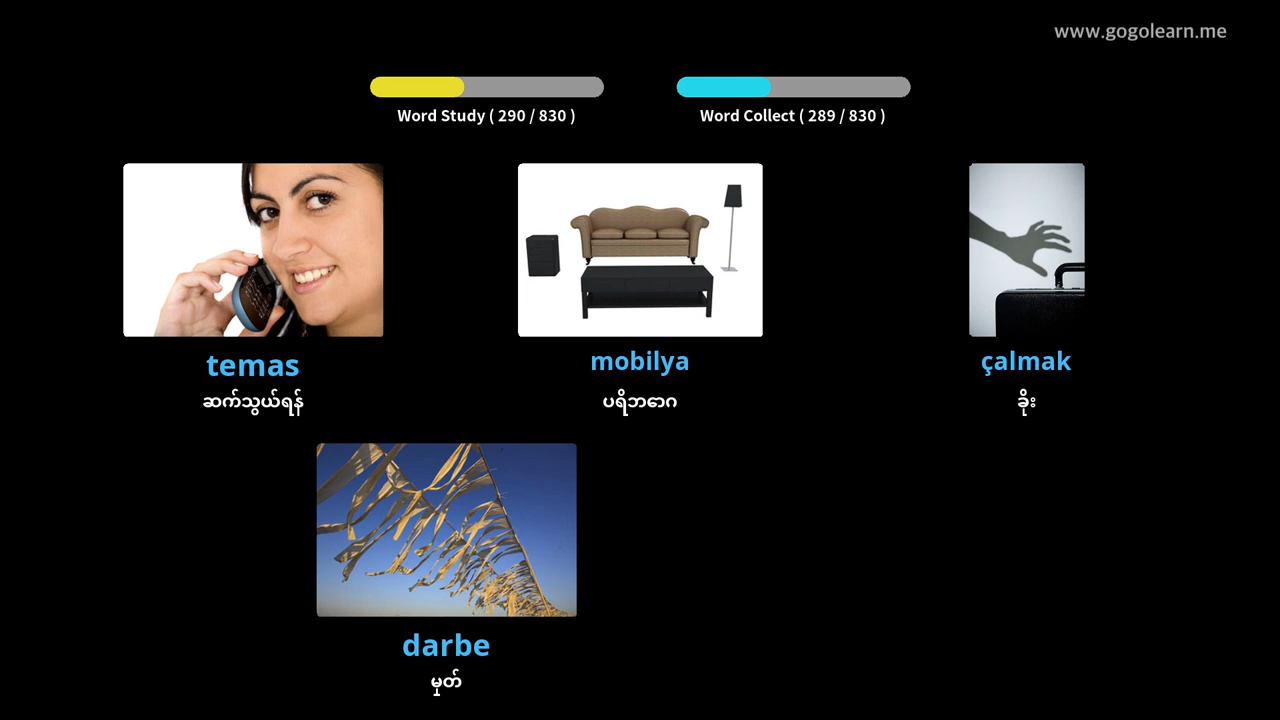 www.gogolearn.me
Word Study ( 290 / 830 )
Word Collect ( 289 / 830 )
temas
ဆက်သွယ်ရန်
mobilya
ပရိဘောဂ
çalmak
ခိုး
darbe
မှုတ်